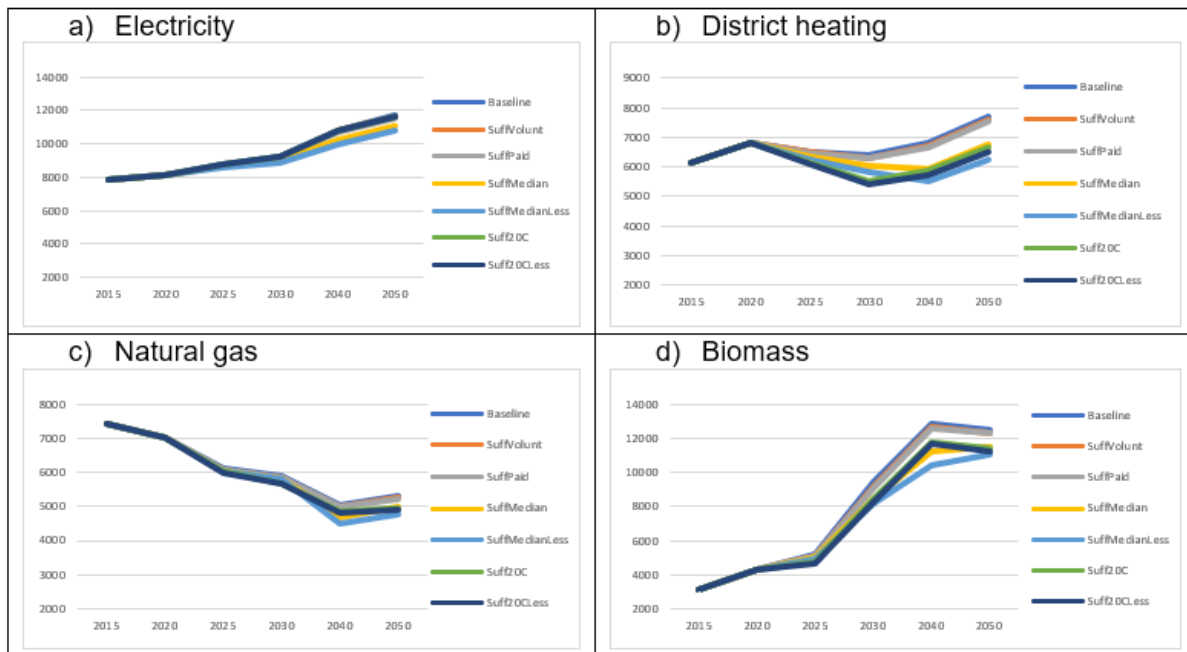 a) Electricity
14000
12000
10000
8000
6000
4000
2000
2015 2020 2025 2030 2040 2050
Baseline
SuffVolunt
SuffPaid
SuffMedian
SuffMedianLess
Suff20C
Suff20CLess
b) District heating
9000
8000
7000
6000
5000
4000
3000
2000
2015 2020 2025 2030 2040 2050
Baseline
SuffVolunt
SuffPaid
SuffMedian
SuffMedianLess
Suff20C
Suff20CLess
c) Natural gas
8000
7000
6000
5000
4000
3000
2000
2015 2020 2025 2030 2040 2050
Baseline
SuffVolunt
SuffPaid
SuffMedian
SuffMedianLess
Suff20C
Suff20CLess
d) Biomass
14000
12000
10000
8000
6000
4000
2000
2015 2020 2025 2030 2040 2050
Baseline
SuffVolunt
SuffPaid
SuffMedian
SuffMedianLess
Suff20C
Suff20CLess